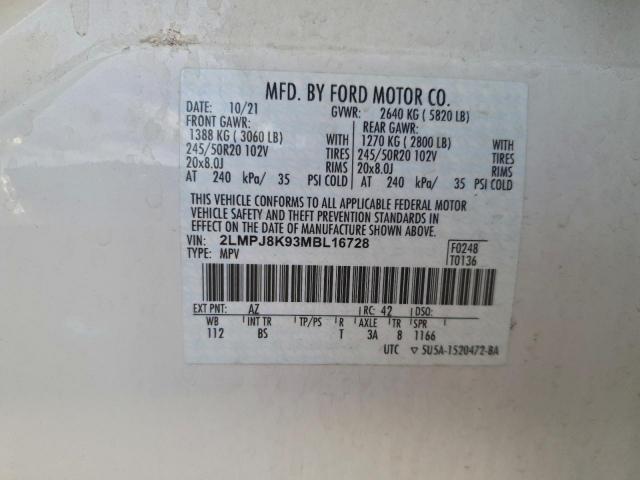 MFD. BY FORD MOTOR CO.
DATE: 10/21 GVWR: 2640 KG ( 5820 LB)
FRONT GAWR: REAR GAWR:
1388 KG ( 3060 LB) WITH 1270 KG ( 2800 LB) WITH
245/50R20 102V TIRES 245/50R20 102V TIRES
20x8.0J RIMS 20x8.0J RIMS
AT 240 kPa/ 35 PSI COLD AT 240 kPa/ 35 PSI COLD
THIS VEHICLE CONFORMS TO ALL APPLICABLE FEDERAL MOTOR
VEHICLE SAFETY AND THEFT PREVENTION STANDARDS IN
EFFECT ON THE DATE OF MANUFACTURE SHOWN ABOVE.
VIN: 2LMPJ8K93MBL16728 F0248
TYPE: MPV T0136
EXT PNT: AZ RC: 42 DSO:
WB INT TR TP/PS R AXLE TR SPR
112 BS T 3A 8 1166
UTC ▽ 5U5A-1520472-BA